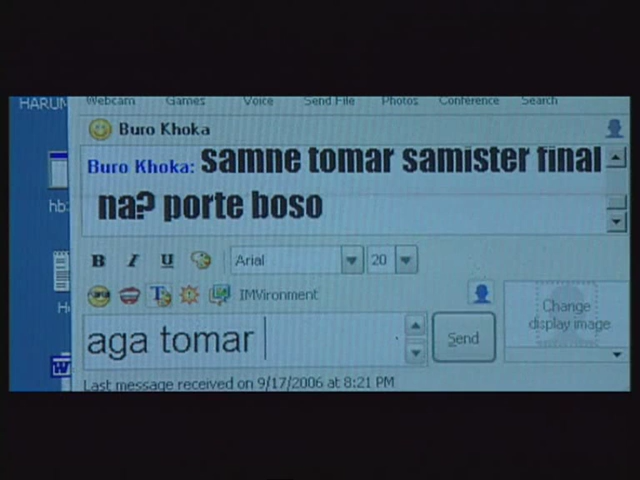 HARUM
Webcam Games Voice Send File Photos Conference Search
Buro Khoka
Buro Khoka: samne tomar samister final
na? porte boso
B I U Arial 20
IMVironment
Change
display image
aga tomar
Send
Last message received on 9/17/2006 at 8:21 PM